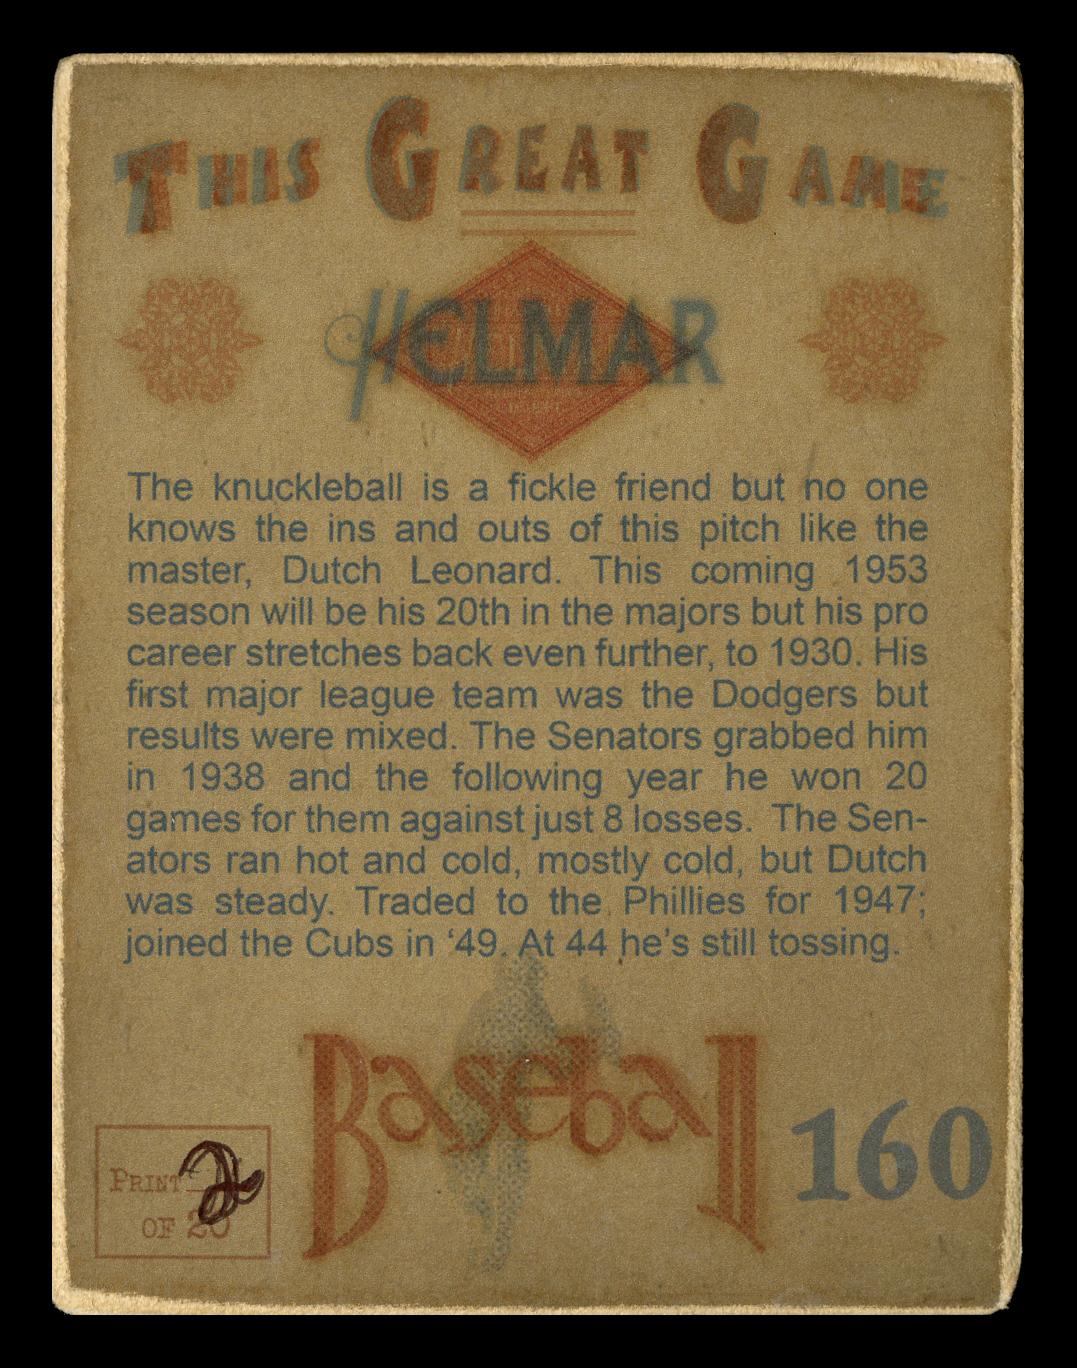 THIS GREAT GAME
HELMAR
The knuckleball is a fickle friend but no one
knows the ins and outs of this pitch like the
master, Dutch Leonard. This coming 1953
season will be his 20th in the majors but his pro
career stretches back even further, to 1930. His
first major league team was the Dodgers but
results were mixed. The Senators grabbed him
in 1938 and the following year he won 20
games for them against just 8 losses. The Sen-
ators ran hot and cold, mostly cold, but Dutch
was steady. Traded to the Phillies for 1947;
joined the Cubs in ‘49. At 44 he's still tossing.
Baseball
160
PRINT 2
OF 20